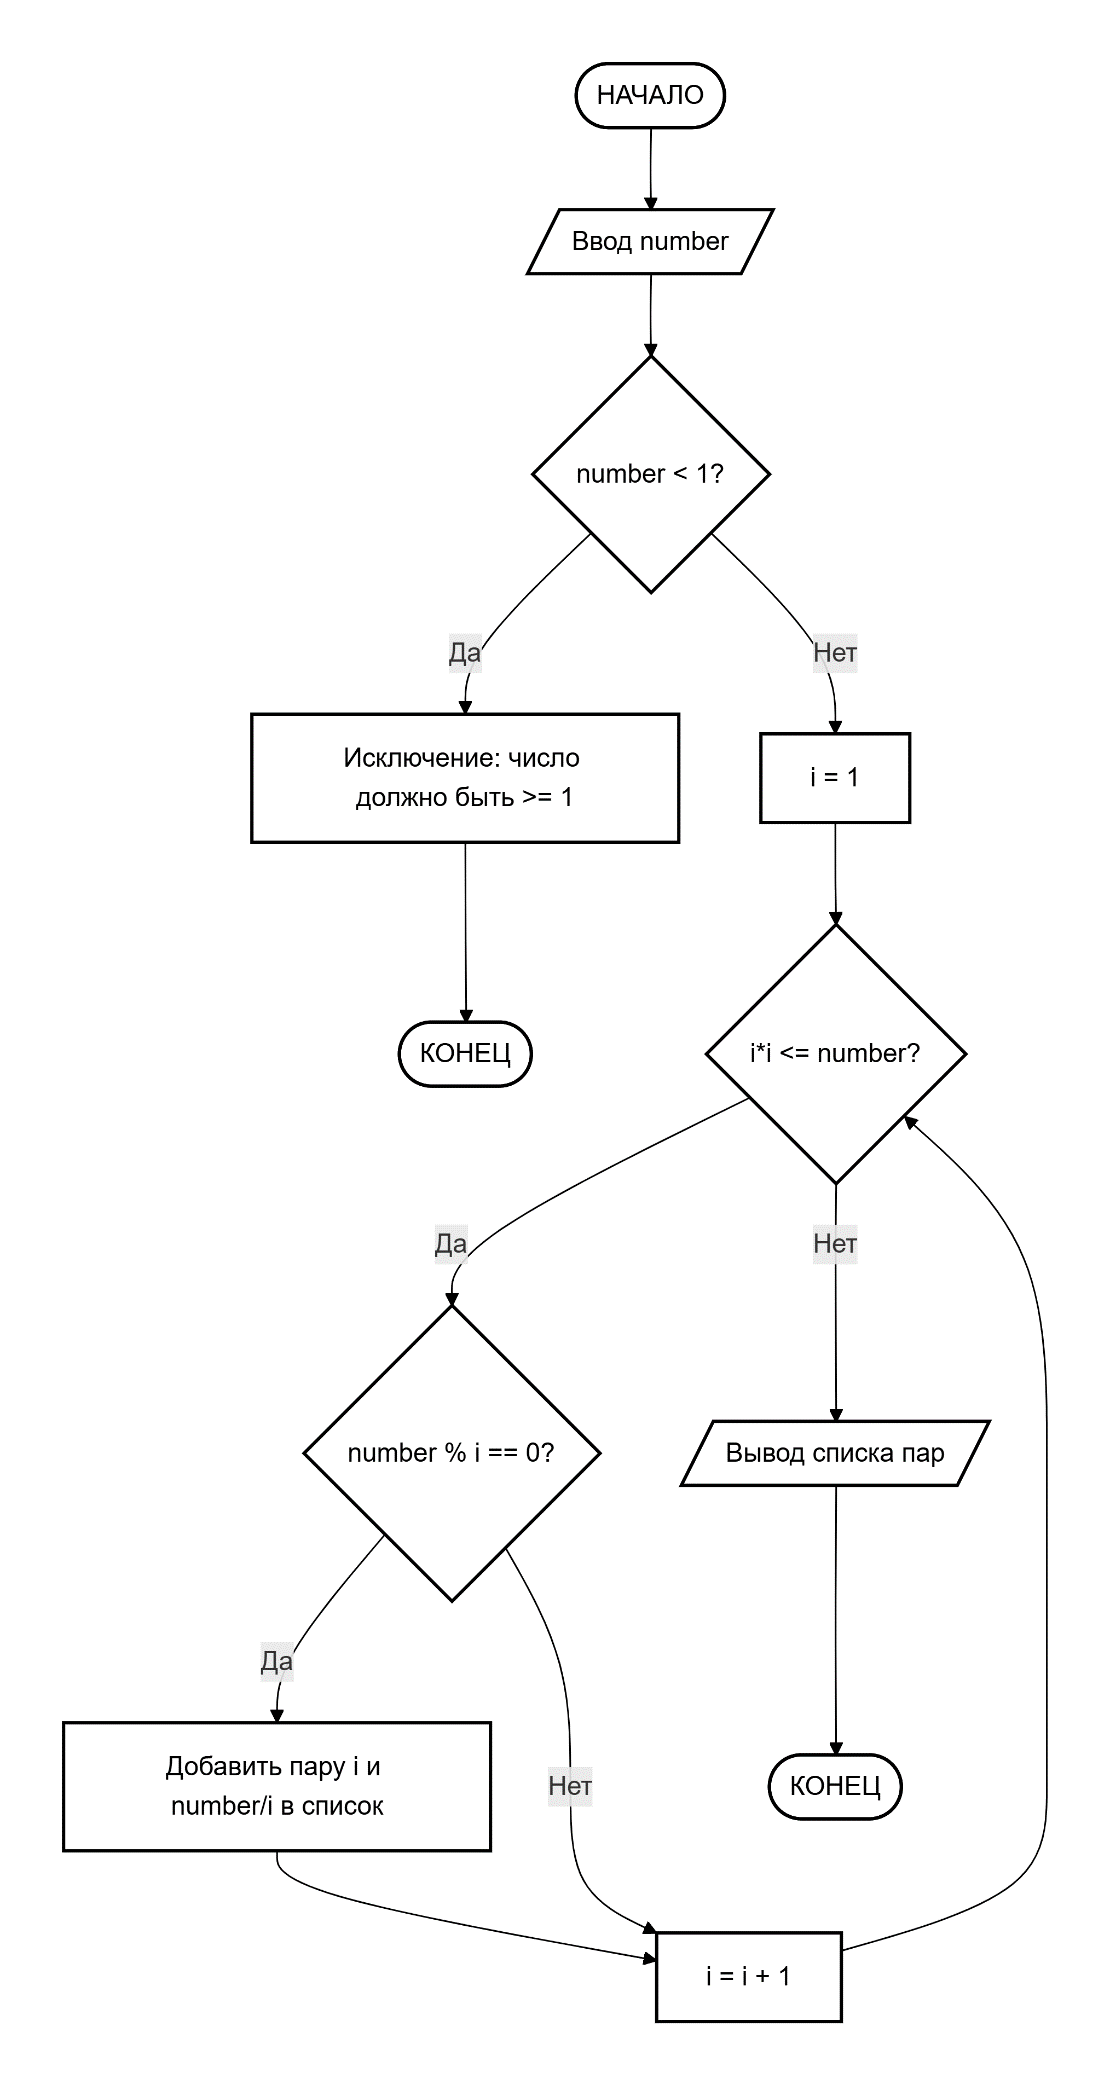 НАЧАЛО
Ввод number
number < 1?
Да
Нет
Исключение: число
должно быть >= 1
i = 1
КОНЕЦ
i*i <= number?
Да
Нет
number % i == 0?
Вывод списка пар
Да
Добавить пару i и
number/i в список
Нет
КОНЕЦ
i = i + 1